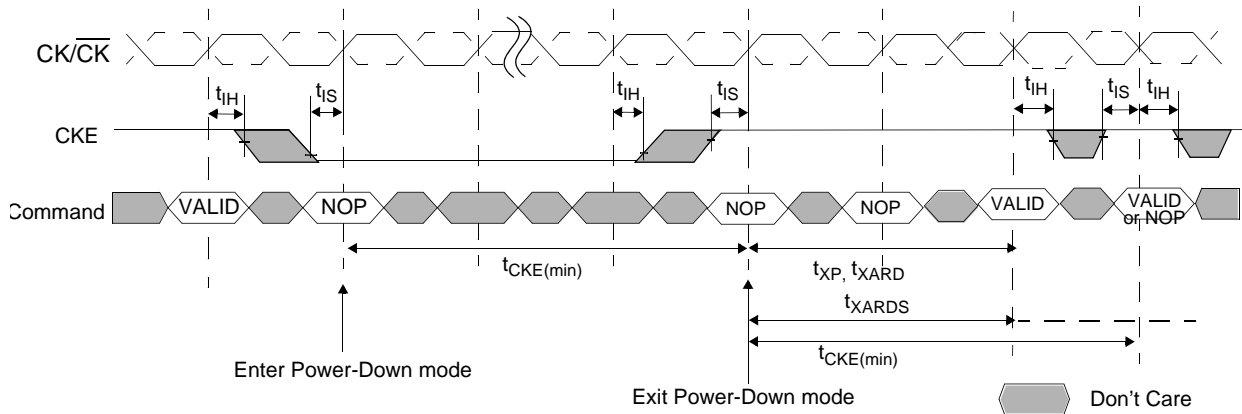 CK/CK
tIH
tIS
tIH
tIS
tIH
tIS
tIH
CKE
Command
VALID
NOP
NOP
NOP
VALID
VALID
or NOP
tCKE(min)
tXP, tXARD
tXARDS
tCKE(min)
Enter Power-Down mode
Exit Power-Down mode
Don't Care